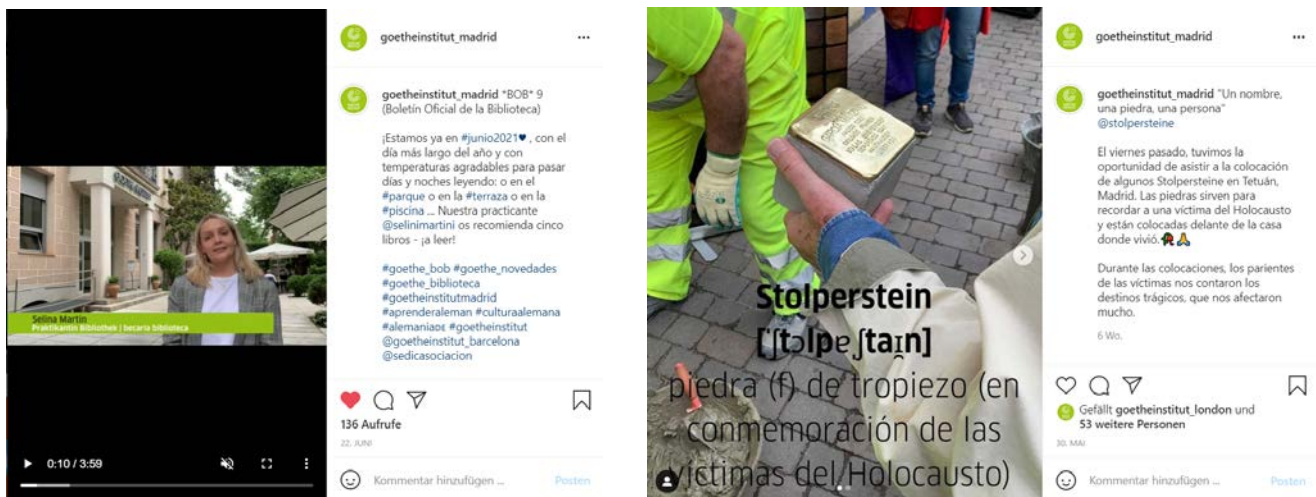 goetheinstitut_madrid
goetheinstitut_madrid *BOB* 9
(Boletín Oficial de la Biblioteca)
¡Estamos ya en #junio2021♥ , con el
día más largo del año y con
temperaturas agradables para pasar
días y noches leyendo: o en el
#parque o en la #terraza o en la
#piscina ... Nuestra practicante
@selinimartini os recomienda cinco
libros - ¡a leer!
#goethe_bob #goethe_novedades
#goethe_biblioteca
#goetheinstitutmadrid
#aprenderaleman #culturaalemana
#goetheinstitut
@goetheinstitut_barcelona
@sedicasociacion
136 Aufrufe
22. JUNI
Kommentar hinzufügen ...
Posten
Selina Martin
Praktikantin Bibliothek | becaria biblioteca
0:10 / 3:59
Stolperstein
[ˈʃtɔlpɐʃtaɪ̯n]
piedra (f) de tropiezo (en
conmemoración de las
víctimas del Holocausto)
goetheinstitut_madrid
goetheinstitut_madrid "Un nombre,
una piedra, una persona"
@stolpersteine
El viernes pasado, tuvimos la
oportunidad de asistir a la colocación
de algunos Stolpersteine en Tetuán,
Madrid. Las piedras sirven para
recordar a una víctima del Holocausto
y están colocadas delante de la casa
donde vivió.🥀🙏
Durante las colocaciones, los parientes
de las víctimas nos contaron los
destinos trágicos, que nos afectaron
mucho.
6 Wo.
Gefällt goetheinstitut_london und
53 weitere Personen
30. MAI
Kommentar hinzufügen ...
Posten